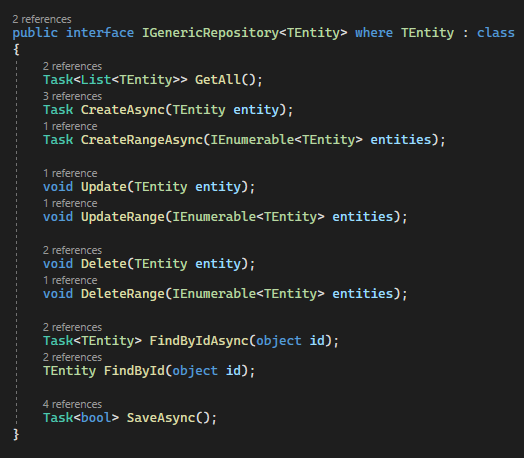 2 references
public interface IGenericRepository<TEntity> where TEntity : class
{
2 references
Task<List<TEntity>> GetAll();
3 references
Task CreateAsync(TEntity entity);
1 reference
Task CreateRangeAsync(IEnumerable<TEntity> entities);
1 reference
void Update(TEntity entity);
1 reference
void UpdateRange(IEnumerable<TEntity> entities);
2 references
void Delete(TEntity entity);
1 reference
void DeleteRange(IEnumerable<TEntity> entities);
2 references
Task<TEntity> FindByIdAsync(object id);
2 references
TEntity FindById(object id);
4 references
Task<bool> SaveAsync();
}